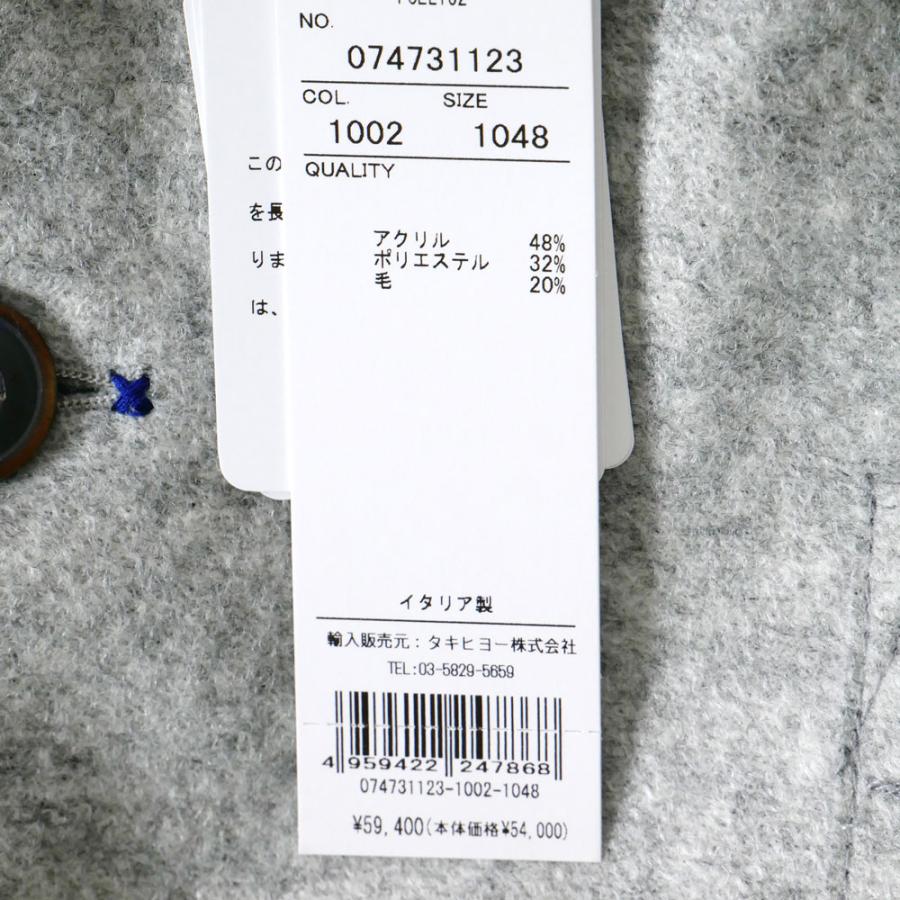 NO.
074731123
COL. SIZE
1002 1048
QUALITY
アクリル 48%
ポリエステル 32%
毛 20%
イタリア製
輸入販売元：タキヒヨー株式会社
TEL:03-5829-5659
4 959422 247868
074731123-1002-1048
¥59,400(本体価格¥54,000)
この
を長
りま
は、